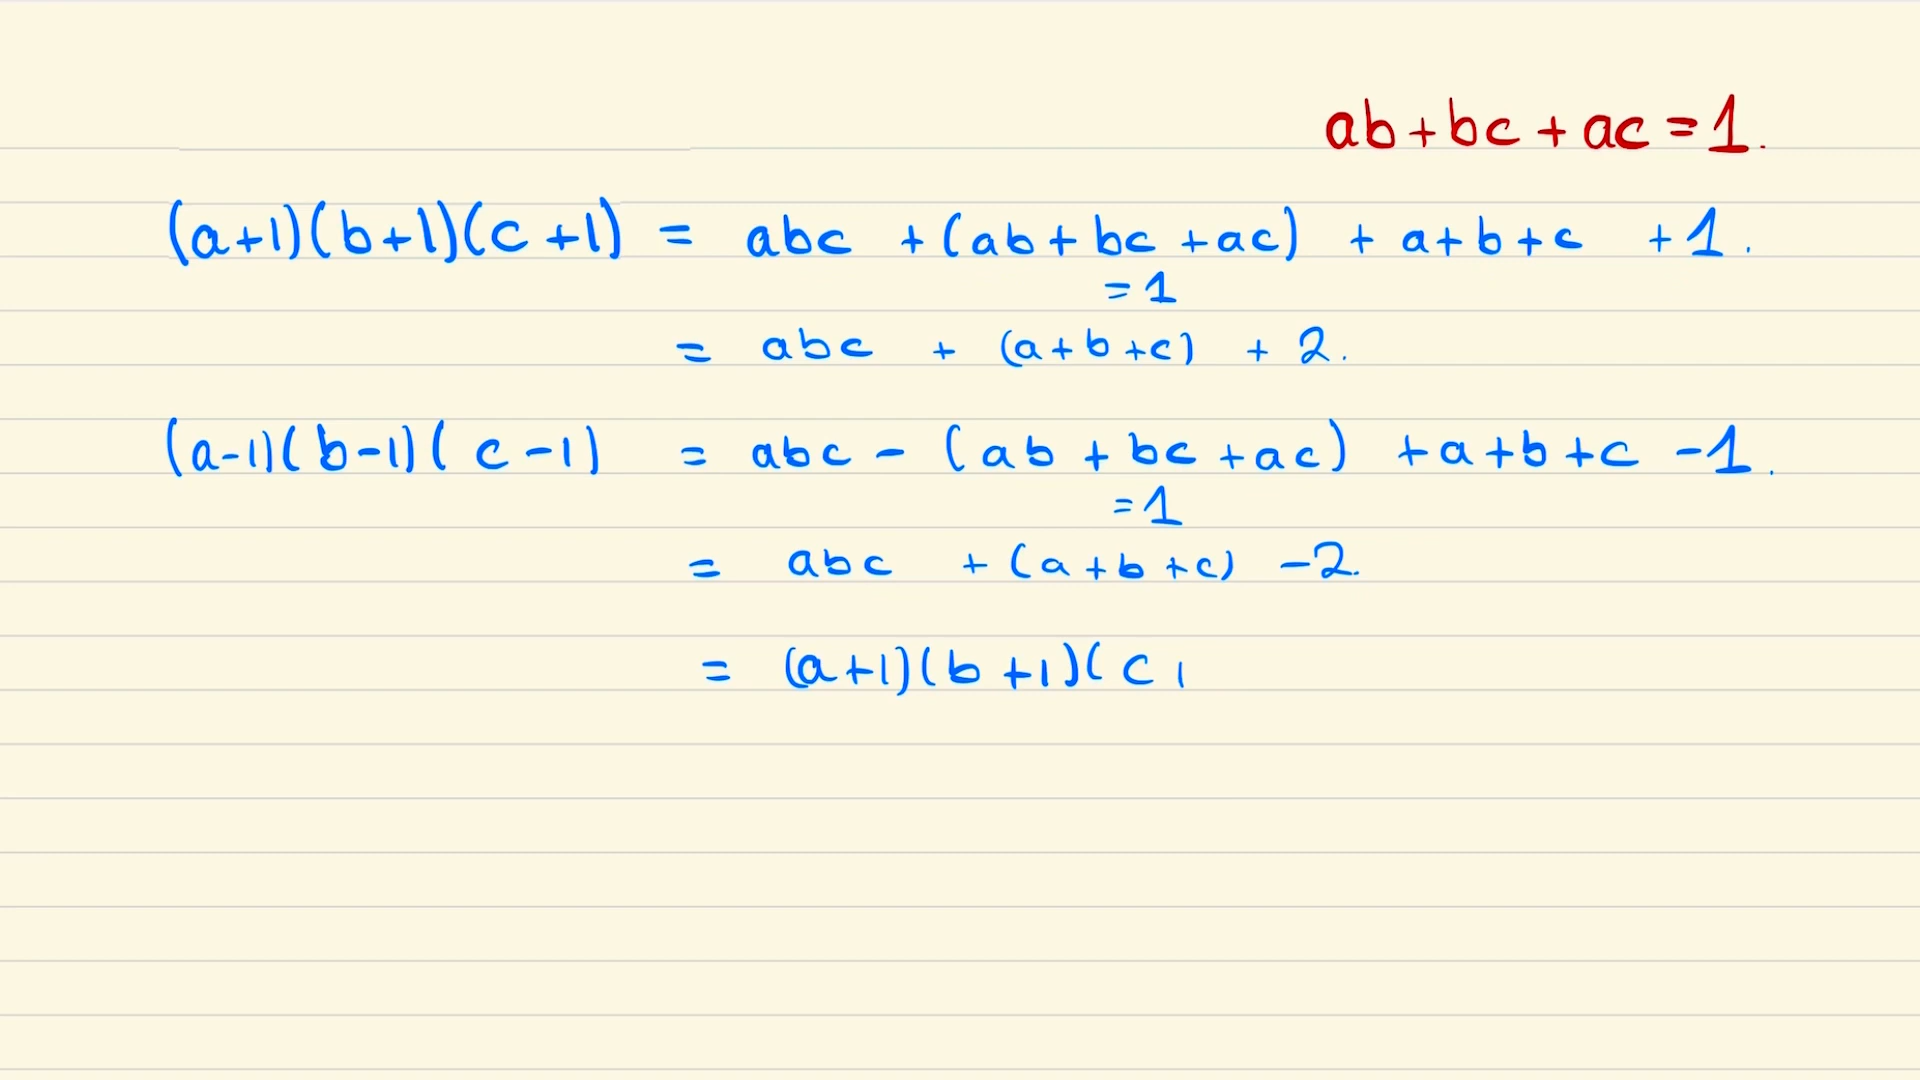 ab+bc+ac=1.
(a+1)(b+1)(c+1) = abc +(ab+bc+ac) + a+b+c +1.
=1
= abc + (a+b+c) + 2.
(a-1)(b-1)(c-1) = abc - (ab+bc+ac) +a+b+c -1.
=1
= abc +(a+b+c) -2.
= (a+1)(b+1)(c